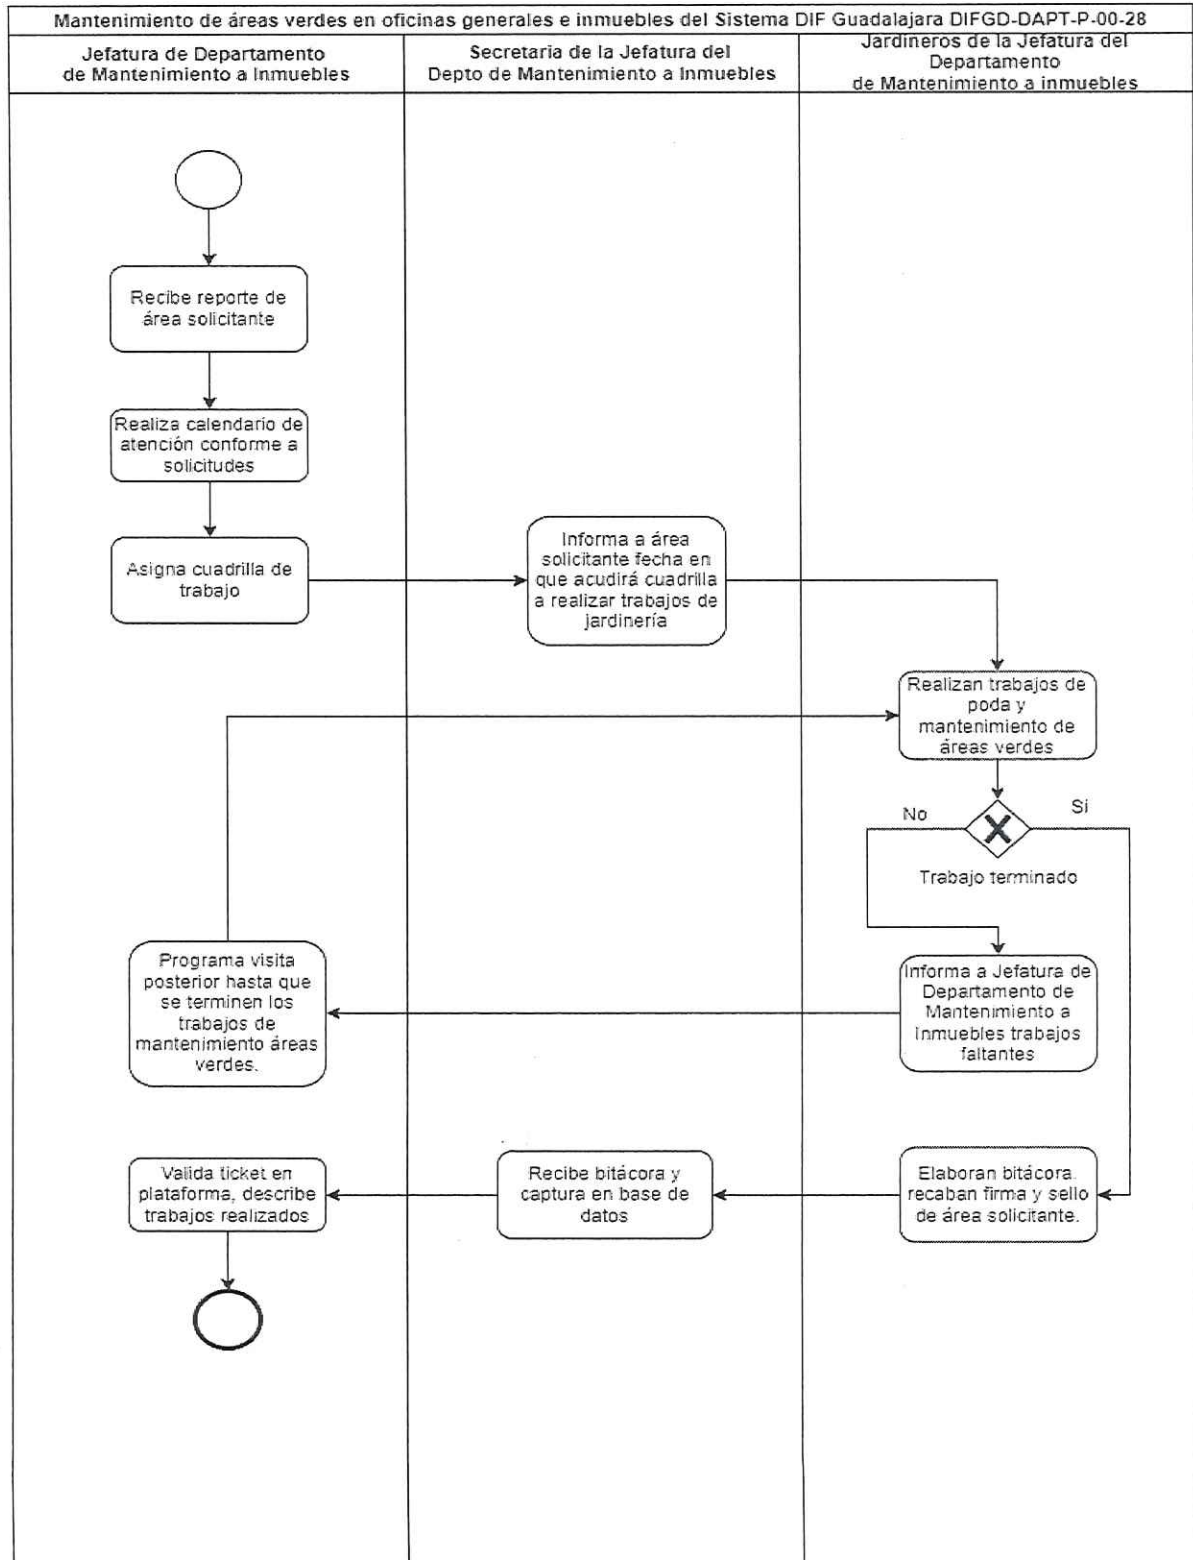 Mantenimiento de áreas verdes en oficinas generales e inmuebles del Sistema DIF Guadalajara DIFGD-DAPT-P-00-28
Jefatura de Departamento
de Mantenimiento a Inmuebles
Secretaria de la Jefatura del
Depto de Mantenimiento a Inmuebles
Jardineros de la Jefatura del
Departamento
de Mantenimiento a inmuebles
Recibe reporte de
área solicitante
Realiza calendario de
atención conforme a
solicitudes
Asigna cuadrilla de
trabajo
Informa a área
solicitante fecha en
que acudirá cuadrilla
a realizar trabajos de
jardinería
Realizan trabajos de
poda y
mantenimiento de
áreas verdes
No
Si
Trabajo terminado
Informa a Jefatura de
Departamento de
Mantenimiento a
Inmuebles trabajos
faltantes
Programa visita
posterior hasta que
se terminen los
trabajos de
mantenimiento áreas
verdes.
Elaboran bitácora.
recaban firma y sello
de área solicitante.
Recibe bitácora y
captura en base de
datos
Valida ticket en
plataforma, describe
trabajos realizados